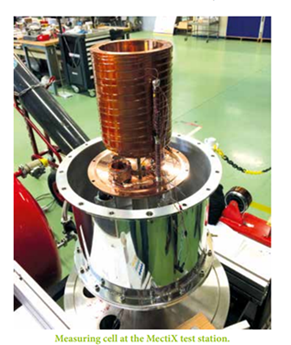 Measuring cell at the MectiX test station.